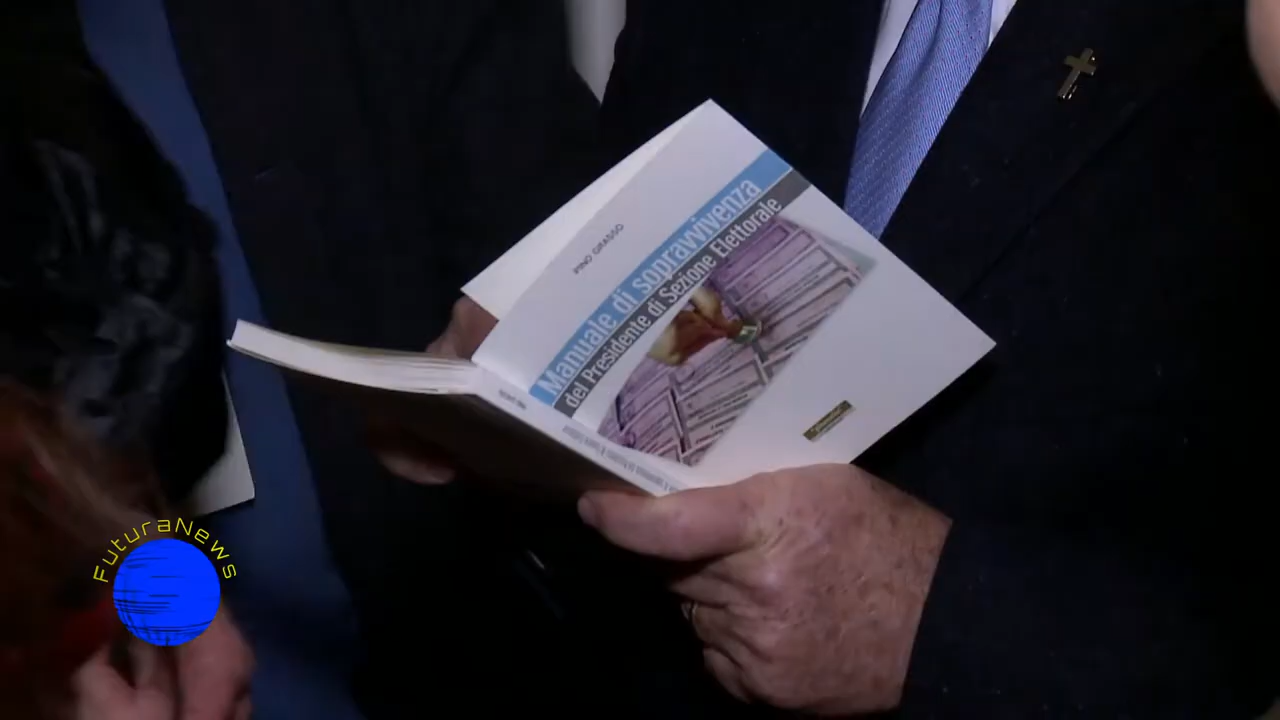 PINO GRASSO
Manuale di sopravvivenza
del Presidente di Sezione Elettorale
FuturaNews